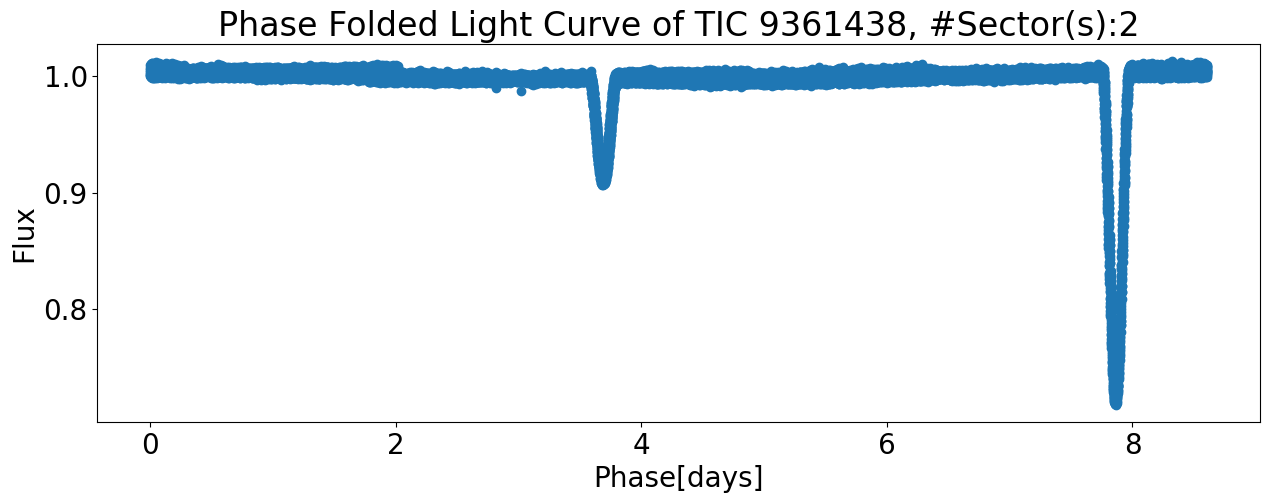 Phase Folded Light Curve of TIC 9361438, #Sector(s):2
1.0
0.9
0.8
Flux
0 2 4 6 8
Phase[days]